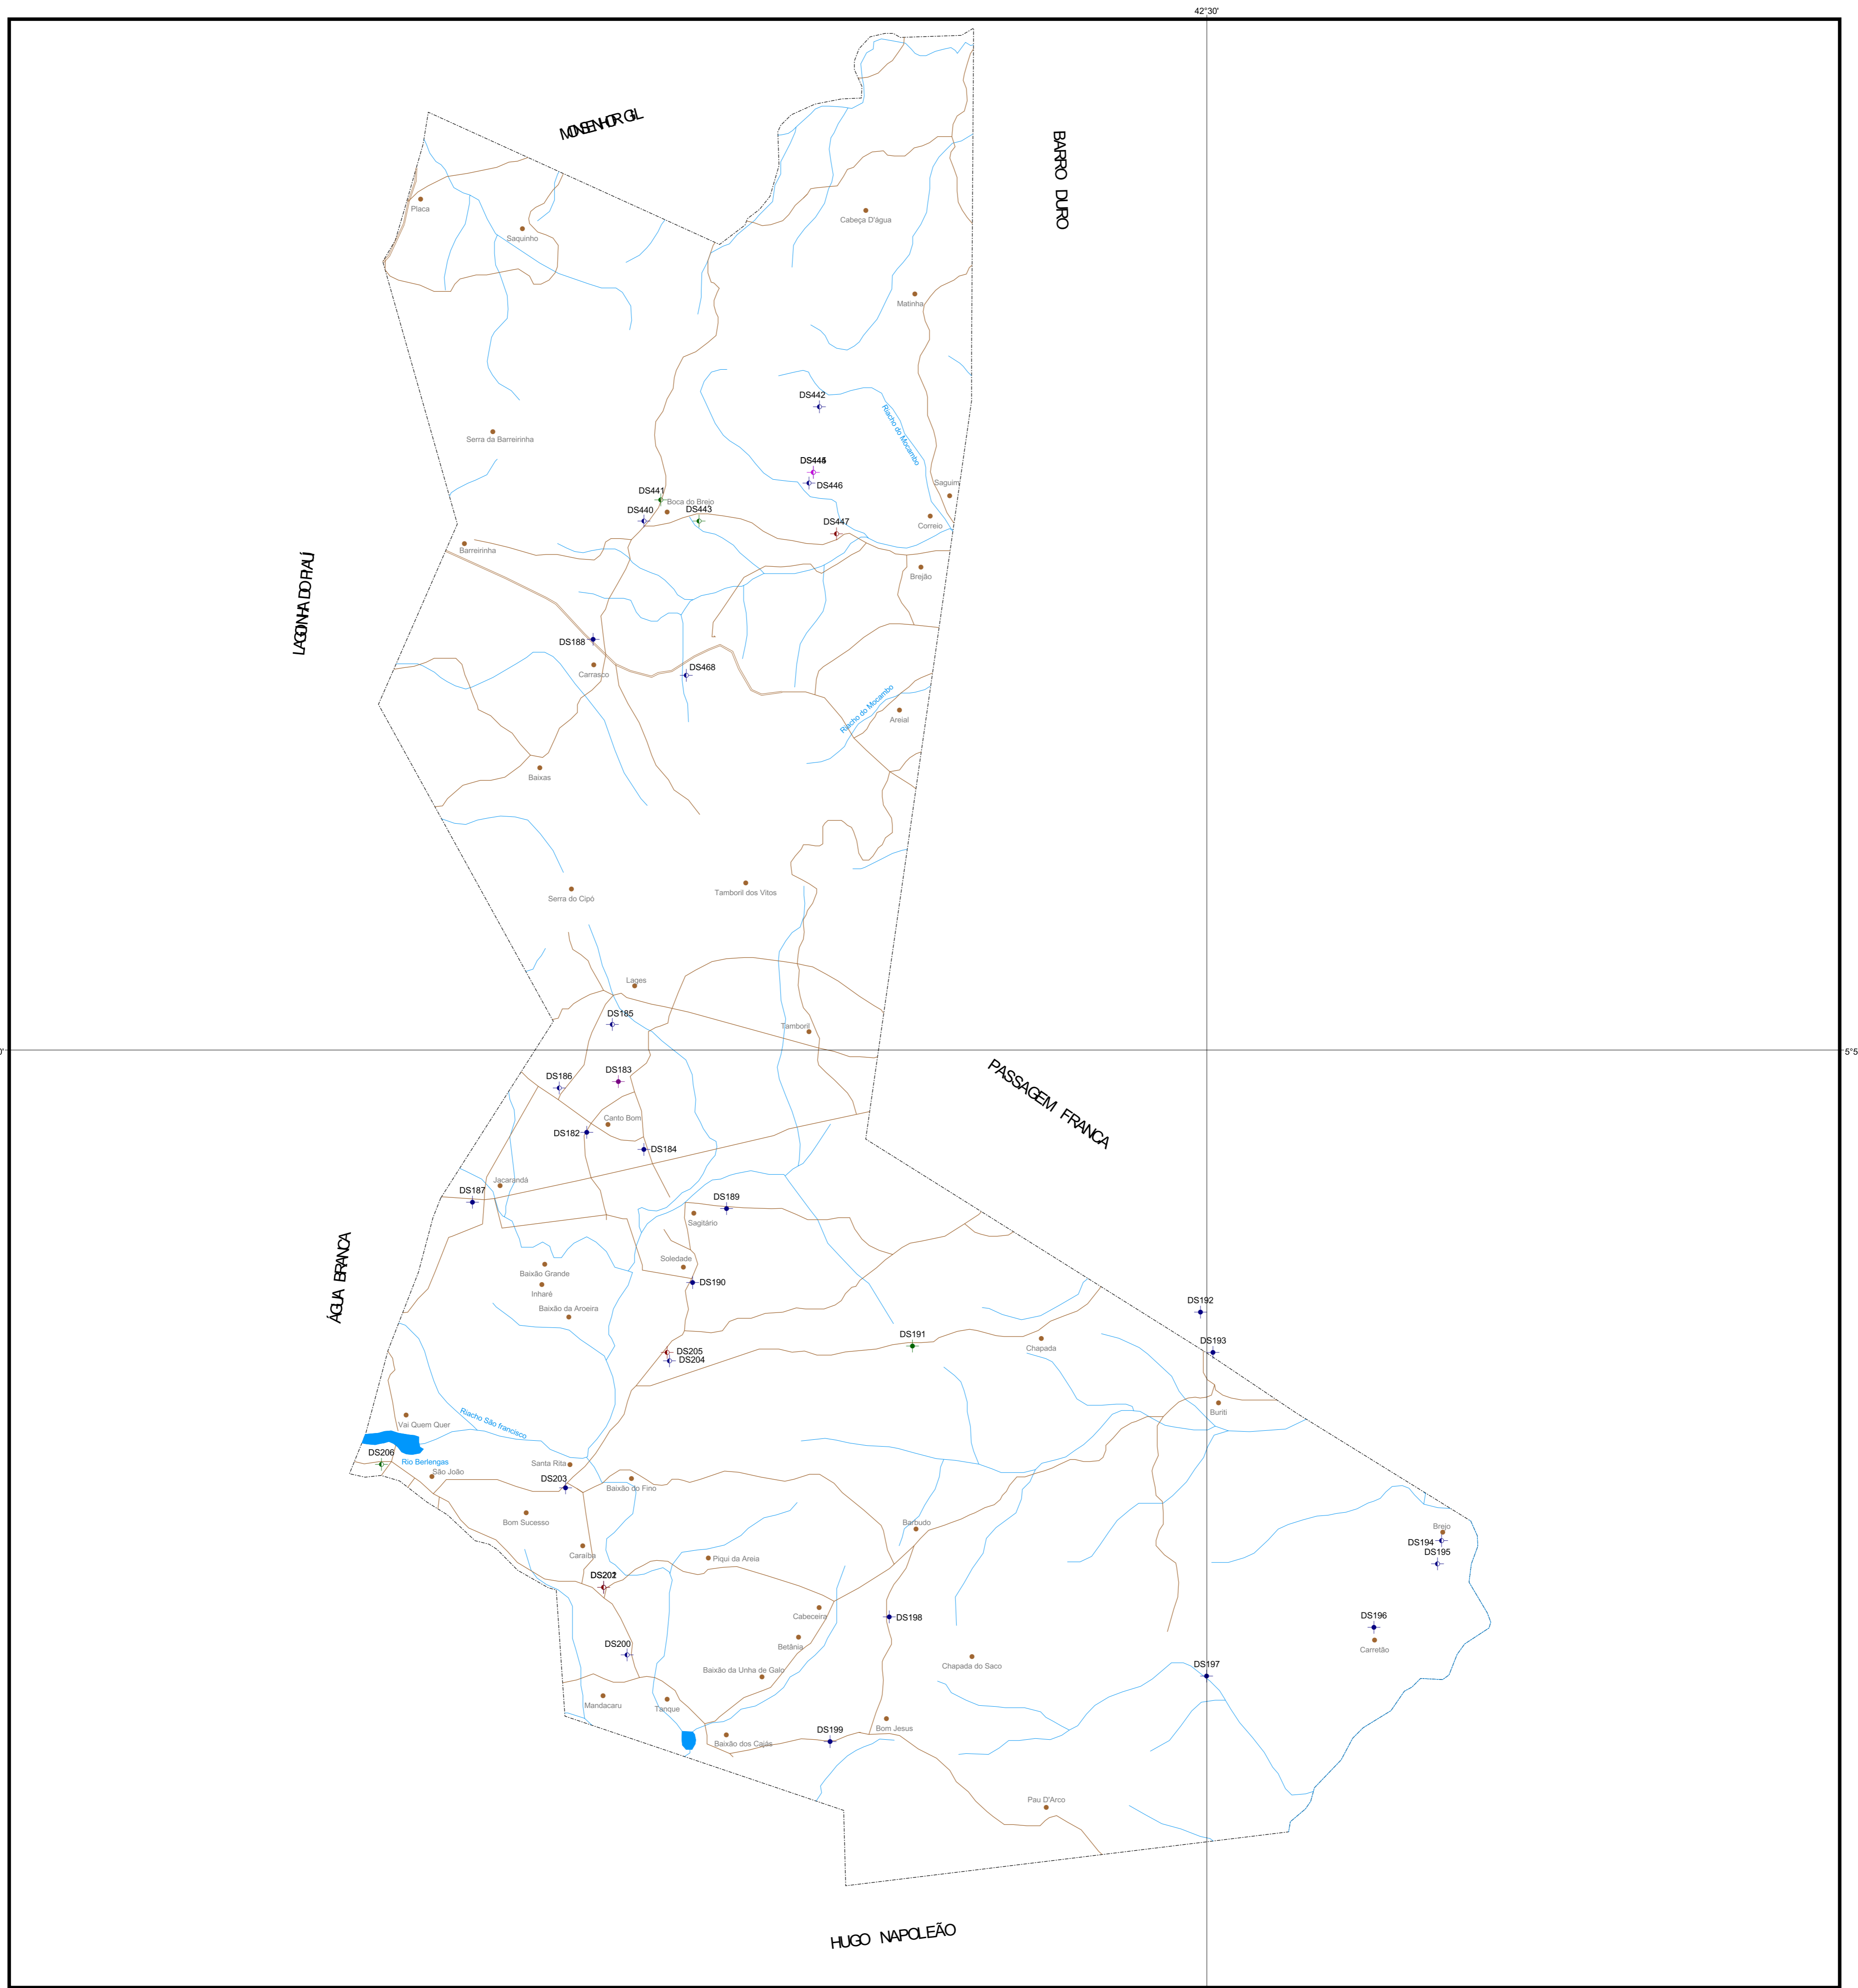 42°30'
MONSENHOR GIL
BARRO DURO
Placa
Cabeça D'água
Saquinho
Matinha
DS442
Riacho do Mocambo
Serra da Barreirinha
DS446
Saguim
DS441
Boca do Brejo
DS440
DS443
DS447
Correio
Barreirinha
LAGOINHA DO PIAUÍ
Brejão
DS188
DS468
Carrasco
Riacho do Mocambo
Areial
Baixas
Tamboril dos Vitos
Serra do Cipó
Lages
DS185
Tamboril
5°5
DS183
DS186
PASSAGEM FRANCA
Canto Bom
DS182
DS184
Jacarandá
DS187
DS189
Sagitário
ÁGUA BRANCA
Soledade
Baixão Grande
DS190
Inharé
DS192
Baixão da Aroeira
DS191
DS193
Chapada
DS205
DS204
Buriti
Riacho São francisco
Vai Quem Quer
DS206
Rio Berlengas
Santa Rita
São João
DS203
Baixão do Fino
Bom Sucesso
Barbudo
Brejo
DS194
Caraíba
DS195
Piqui da Areia
Cabeceira
DS198
DS196
DS200
Betânia
Carretão
Chapada do Saco
DS197
Baixão da Unha de Galo
Mandacaru
Tanque
Bom Jesus
DS199
Baixão dos Cajás
Pau D'Arco
HUGO NAPOLEÃO